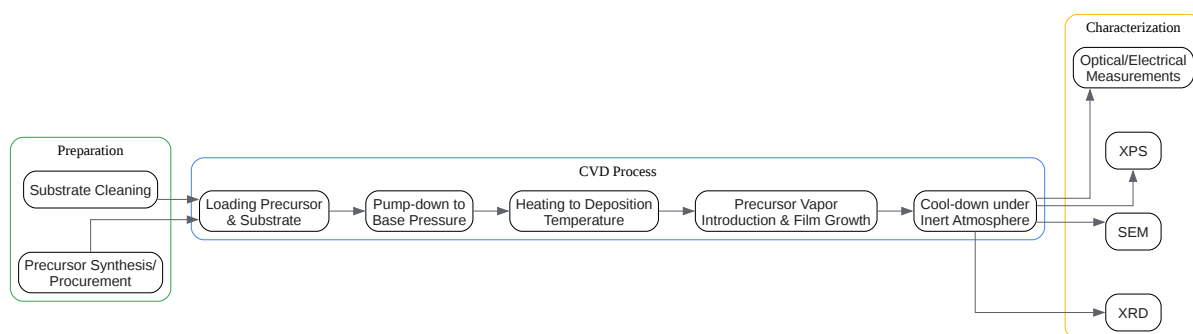 Preparation
Substrate Cleaning
Precursor Synthesis/
Procurement
CVD Process
Loading Precursor
& Substrate
Pump-down to
Base Pressure
Heating to Deposition
Temperature
Precursor Vapor
Introduction & Film Growth
Cool-down under
Inert Atmosphere
Characterization
Optical/Electrical
Measurements
XPS
SEM
XRD